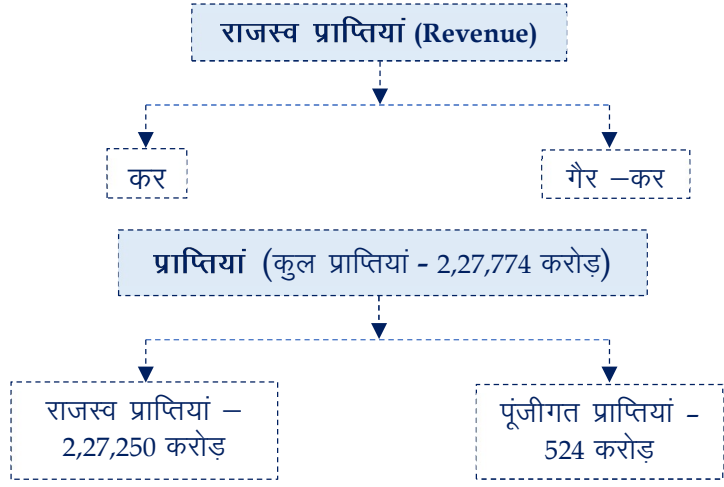 राजस्व प्राप्तियां (Revenue)
कर
गैर –कर
प्राप्तियां (कुल प्राप्तियां - 2,27,774 करोड़)
राजस्व प्राप्तियां –
2,27,250 करोड़
पूंजीगत प्राप्तियां -
524 करोड़